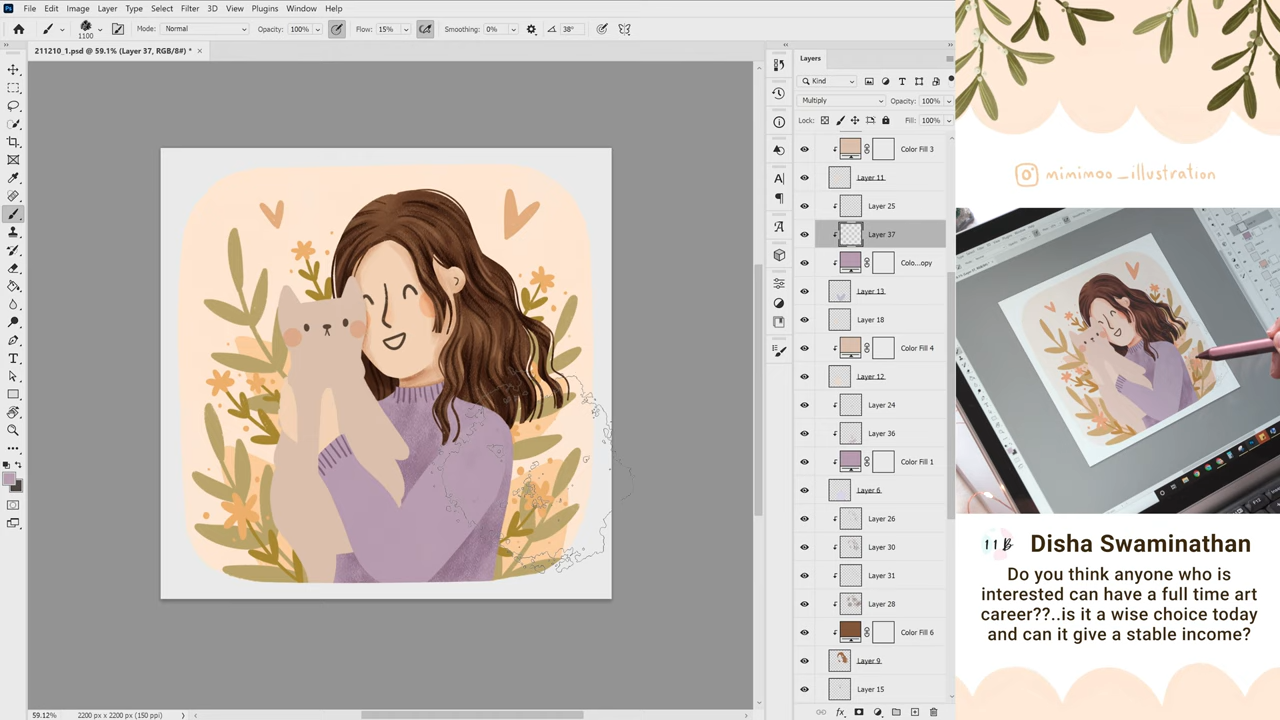 File Edit Image Layer Type Select Filter 3D View Plugins Window Help
1100 Mode: Normal Opacity: 100% Flow: 15% Smoothing: 0% 38°
211210_1.psd @ 59.1% (Layer 37, RGB/8#) * ×
Layers
Kind
Multiply Opacity: 100%
Lock: Fill: 100%
Color Fill 3
Layer 11
Layer 25
Layer 37
Colo...opy
Layer 13
Layer 18
Color Fill 4
Layer 12
Layer 24
Layer 36
Color Fill 1
Layer 6
Layer 26
Layer 30
Layer 31
Layer 28
Color Fill 6
Layer 9
Layer 15
59.12% 2200 px x 2200 px (150 ppi)
mimimoo_illustration
11 B Disha Swaminathan
Do you think anyone who is
interested can have a full time art
career??..is it a wise choice today
and can it give a stable income?